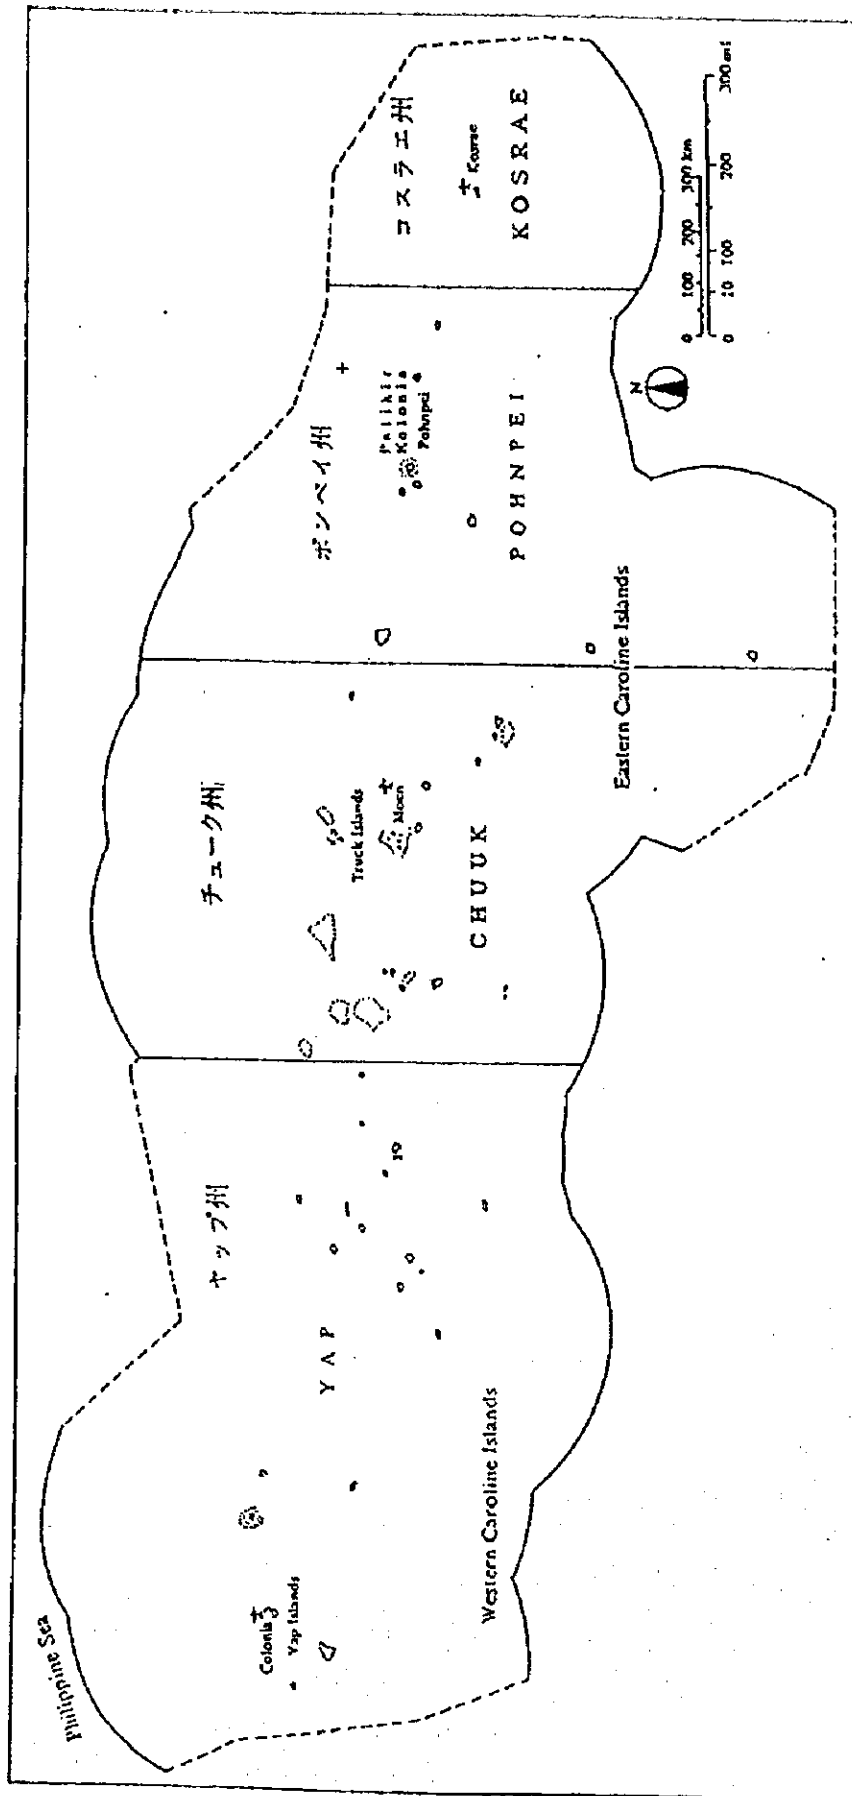 Philippine Sea
ヤップ州
チューク州
ポンペイ州
コスラエ州
Colonia
Yap Islands
YAP
Western Caroline Islands
Truck Islands
Moen
CHUUK
Eastern Caroline Islands
Palikir
Kolonia
Pohnpei
POHNPEI
Kosrae
KOSRAE
N
0 100 200 300 km
0 100 200 300 mi